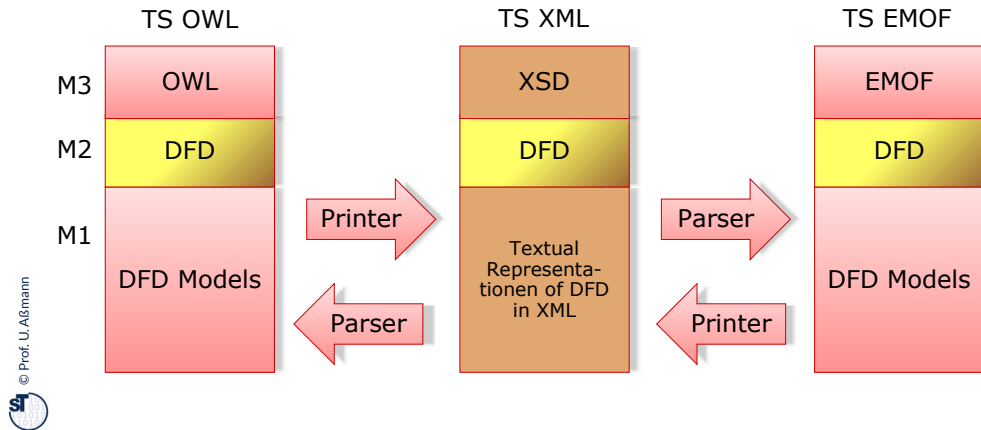 TS OWL
TS XML
TS EMOF
M3
OWL
XSD
EMOF
M2
DFD
DFD
DFD
M1
Printer
Parser
DFD Models
Textual
Representa-
tionen of DFD
in XML
DFD Models
Parser
Printer
© Prof. U. Aßmann
ST